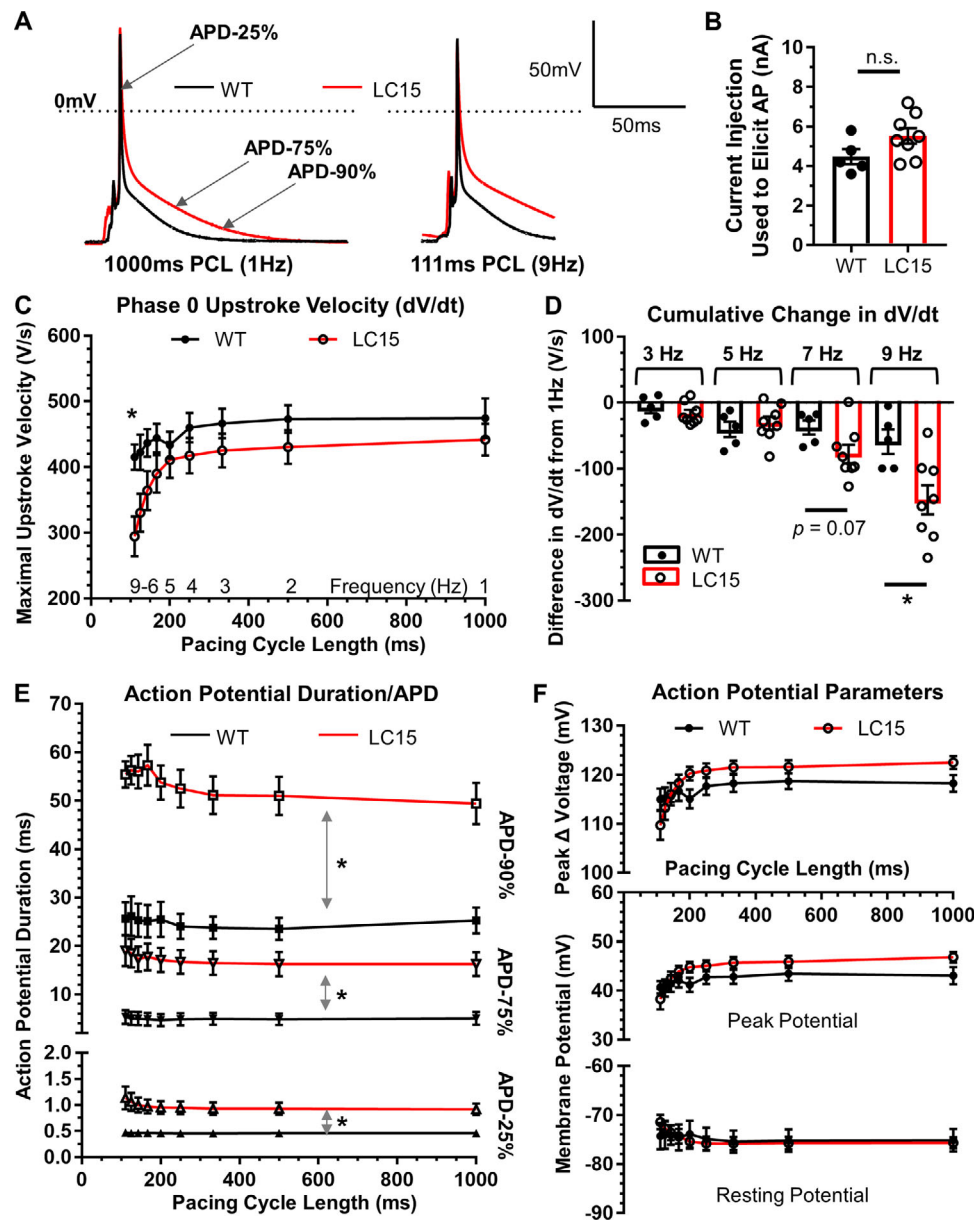 A
APD-25%
WT
LC15
0mV
APD-75%
APD-90%
50mV
50ms
1000ms PCL (1Hz)
111ms PCL (9Hz)
B
Current Injection
Used to Elicit AP (nA)
n.s.
10
8
6
4
2
0
WT
LC15
C
Phase 0 Upstroke Velocity (dV/dt)
Maximal Upstroke Velocity (V/s)
WT
LC15
600
500
400
300
200
*
9-6 5 4 3 2 Frequency (Hz) 1
0 200 400 600 800 1000
Pacing Cycle Length (ms)
D
Cumulative Change in dV/dt
Difference in dV/dt from 1Hz (V/s)
3 Hz 5 Hz 7 Hz 9 Hz
100
0
-50
-100
-150
-200
-250
-300
p = 0.07
WT
LC15
*
E
Action Potential Duration/APD
Action Potential Duration (ms)
WT
LC15
70
60
50
40
30
20
10
*
*
1.5
1.0
0.5
0.0
*
APD-90%
APD-75%
APD-25%
0 200 400 600 800 1000
Pacing Cycle Length (ms)
F
Action Potential Parameters
WT
LC15
Peak Δ Voltage (mV)
130
120
110
100
Pacing Cycle Length (ms)
200 400 600 800 1000
Membrane Potential (mV)
60
50
40
30
Peak Potential
-60
-70
-80
-90
Resting Potential